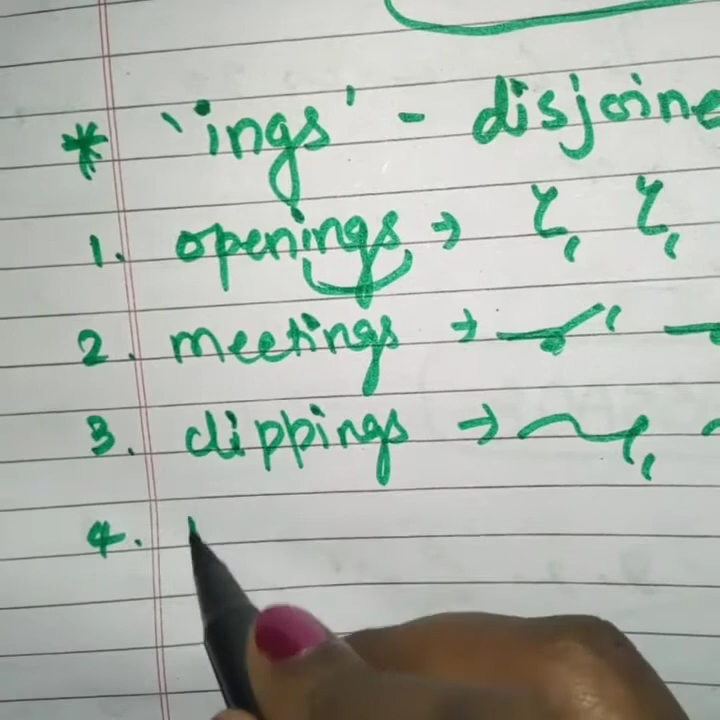 * 'ings' - disjoine
1. openings →
2. meetings →
3. clippings →
4.